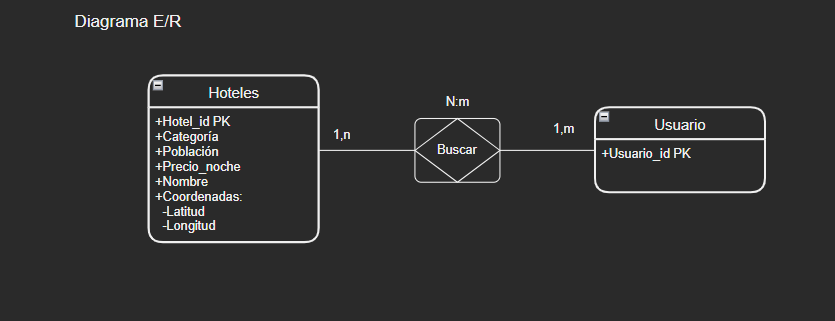 Diagrama E/R
Hoteles
+Hotel_id PK
+Categoría
+Población
+Precio_noche
+Nombre
+Coordenadas:
-Latitud
-Longitud
1,n
N:m
Buscar
1,m
Usuario
+Usuario_id PK